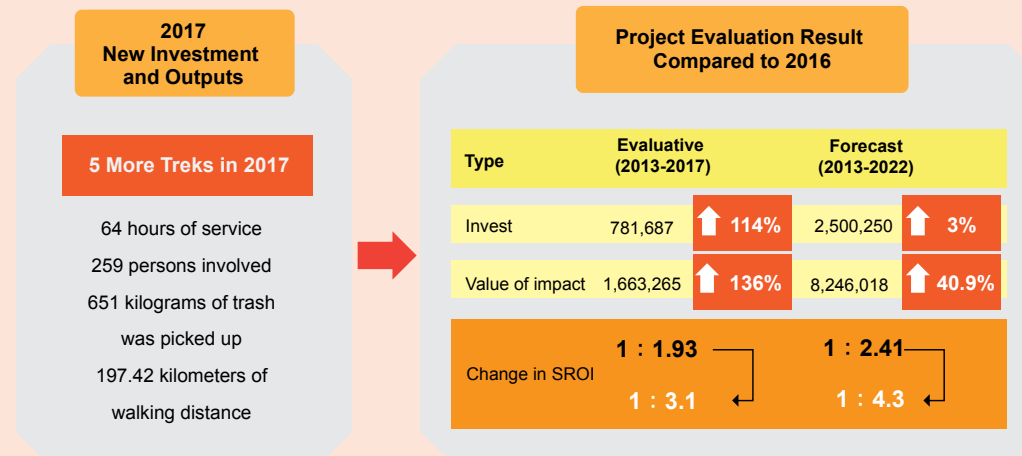 2017
New Investment
and Outputs
5 More Treks in 2017
64 hours of service
259 persons involved
651 kilograms of trash
was picked up
197.42 kilometers of
walking distance
Project Evaluation Result
Compared to 2016
Type
Evaluative
(2013-2017)
Forecast
(2013-2022)
Invest 781,687 114% 2,500,250 3%
Value of impact 1,663,265 136% 8,246,018 40.9%
Change in SROI
1 : 1.93 1 : 2.41
1 : 3.1 1 : 4.3